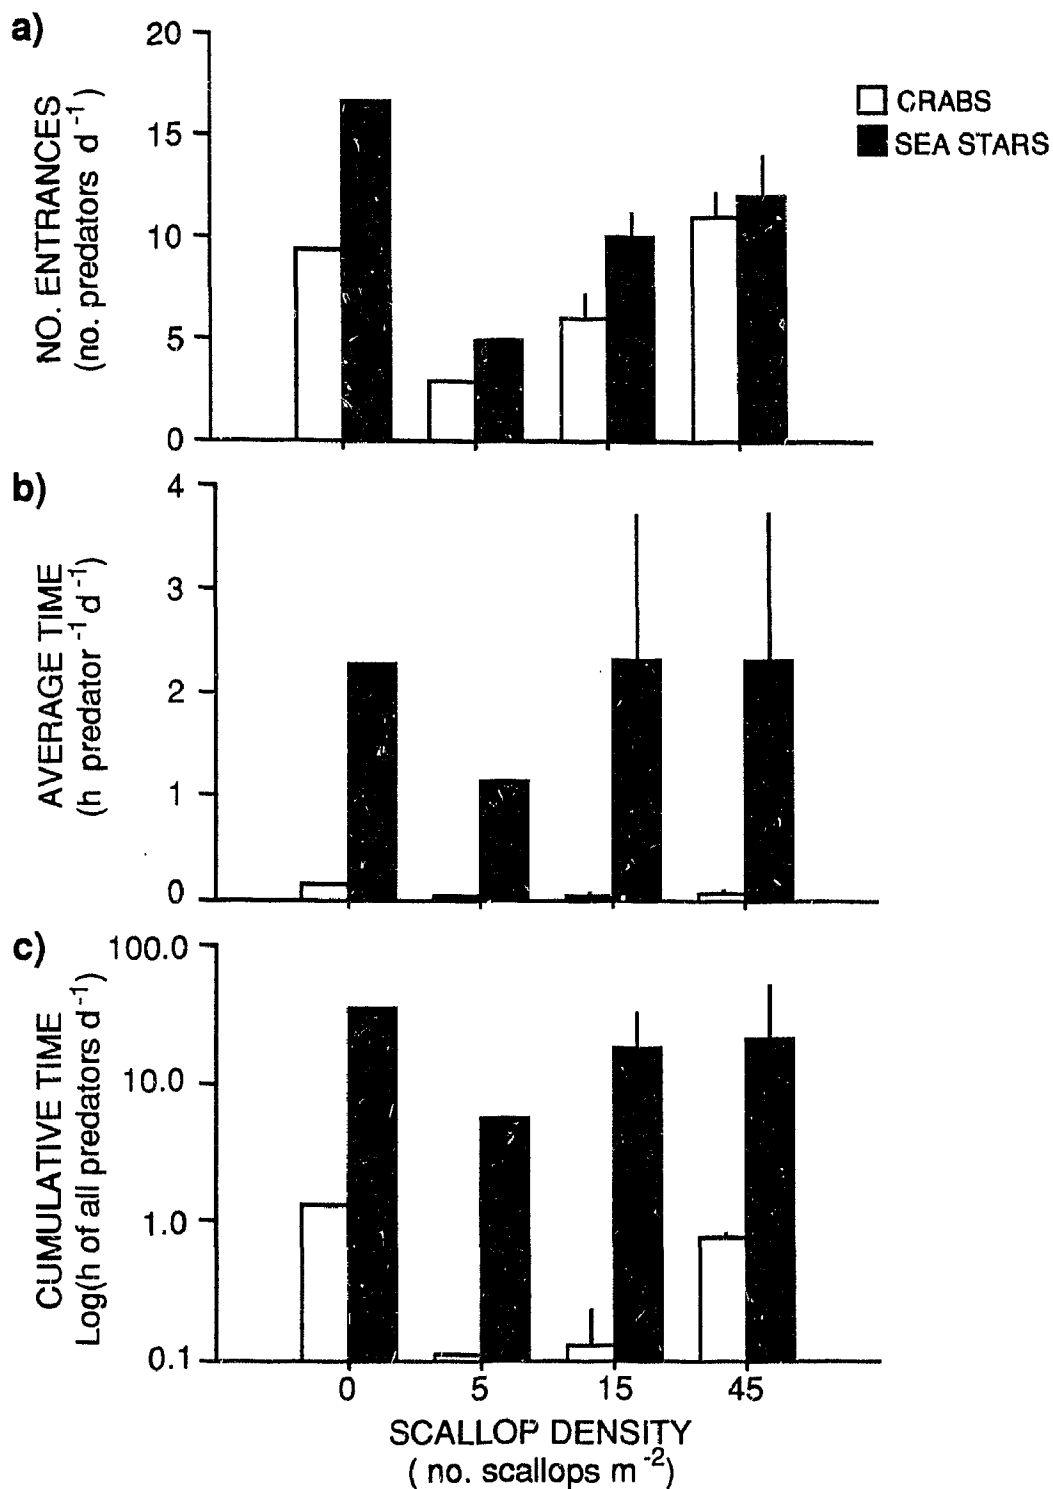 a)
20
15
10
5
0
NO. ENTRANCES
(no. predators d-1)
CRABS
SEA STARS
b)
4
3
2
1
0
AVERAGE TIME
(h predator-1 d-1)
c)
100.0
10.0
1.0
0.1
CUMULATIVE TIME
Log(h of all predators d-1)
0 5 15 45
SCALLOP DENSITY
( no. scallops m-2)